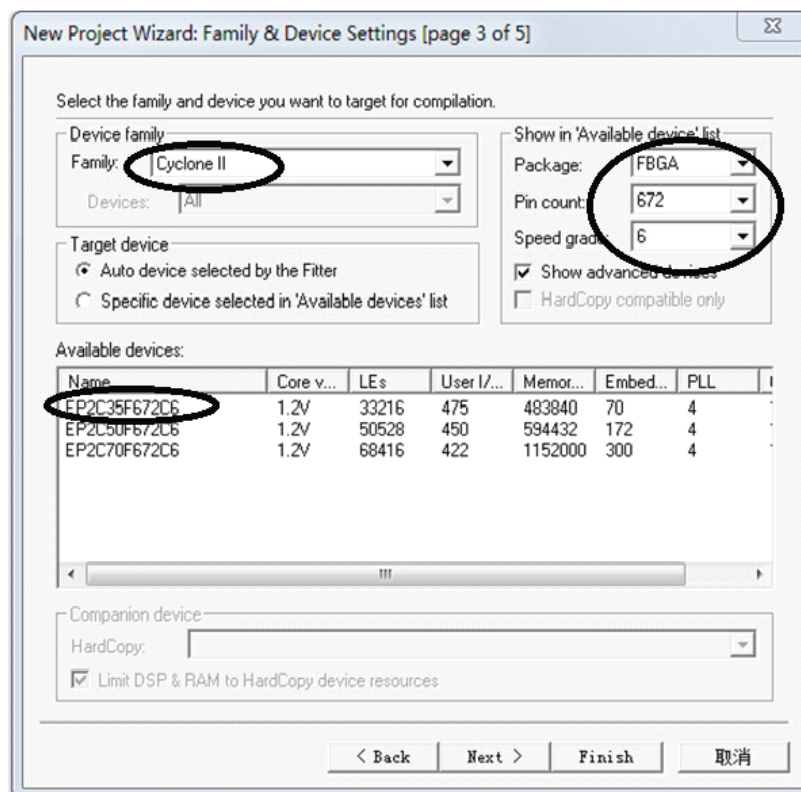 New Project Wizard: Family & Device Settings [page 3 of 5]
Select the family and device you want to target for compilation.
Device family
Family: Cyclone II
Devices: All
Show in 'Available device' list
Package: FBGA
Pin count: 672
Speed grade: 6
Show advanced devices
HardCopy compatible only
Target device
Auto device selected by the Fitter
Specific device selected in 'Available devices' list
Available devices:
Name Core v... LEs User I/... Memor... Embed... PLL
EP2C35F672C6 1.2V 33216 475 483840 70 4
EP2C50F672C6 1.2V 50528 450 594432 172 4
EP2C70F672C6 1.2V 68416 422 1152000 300 4
Companion device
HardCopy:
Limit DSP & RAM to HardCopy device resources
< Back Next > Finish 取消